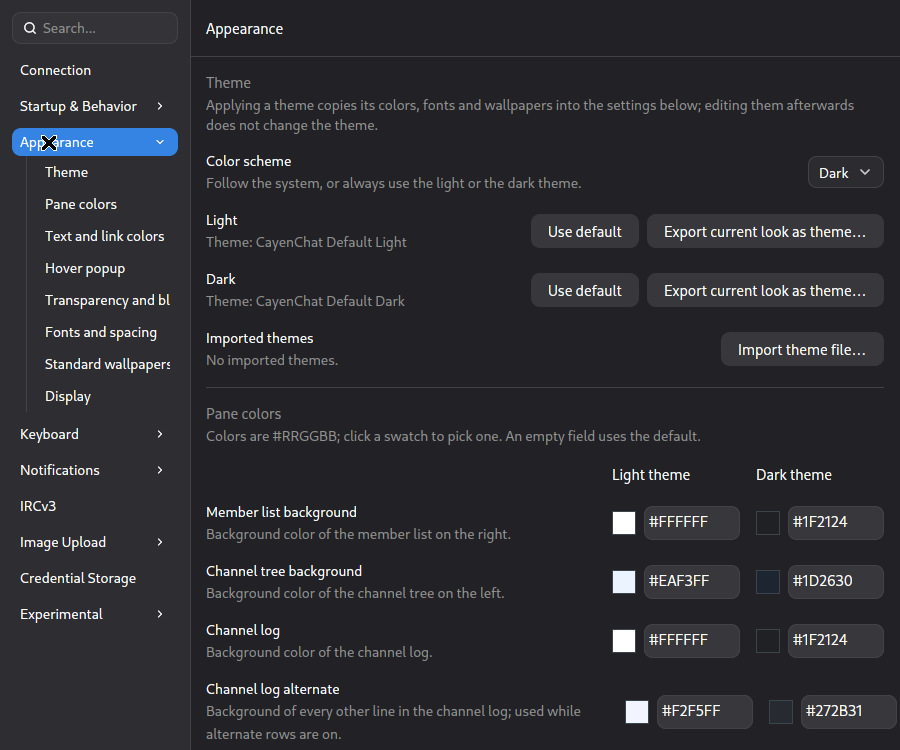 Search...
Connection
Startup & Behavior
Appearance
Theme
Pane colors
Text and link colors
Hover popup
Transparency and bl
Fonts and spacing
Standard wallpapers
Display
Keyboard
Notifications
IRCv3
Image Upload
Credential Storage
Experimental
Appearance
Theme
Applying a theme copies its colors, fonts and wallpapers into the settings below; editing them afterwards
does not change the theme.
Color scheme
Follow the system, or always use the light or the dark theme.
Dark
Light
Theme: CayenChat Default Light
Use default
Export current look as theme...
Dark
Theme: CayenChat Default Dark
Use default
Export current look as theme...
Imported themes
No imported themes.
Import theme file...
Pane colors
Colors are #RRGGBB; click a swatch to pick one. An empty field uses the default.
Light theme
Dark theme
Member list background
Background color of the member list on the right.
#FFFFFF
#1F2124
Channel tree background
Background color of the channel tree on the left.
#EAF3FF
#1D2630
Channel log
Background color of the channel log.
#FFFFFF
#1F2124
Channel log alternate
Background of every other line in the channel log; used while
alternate rows are on.
#F2F5FF
#272B31